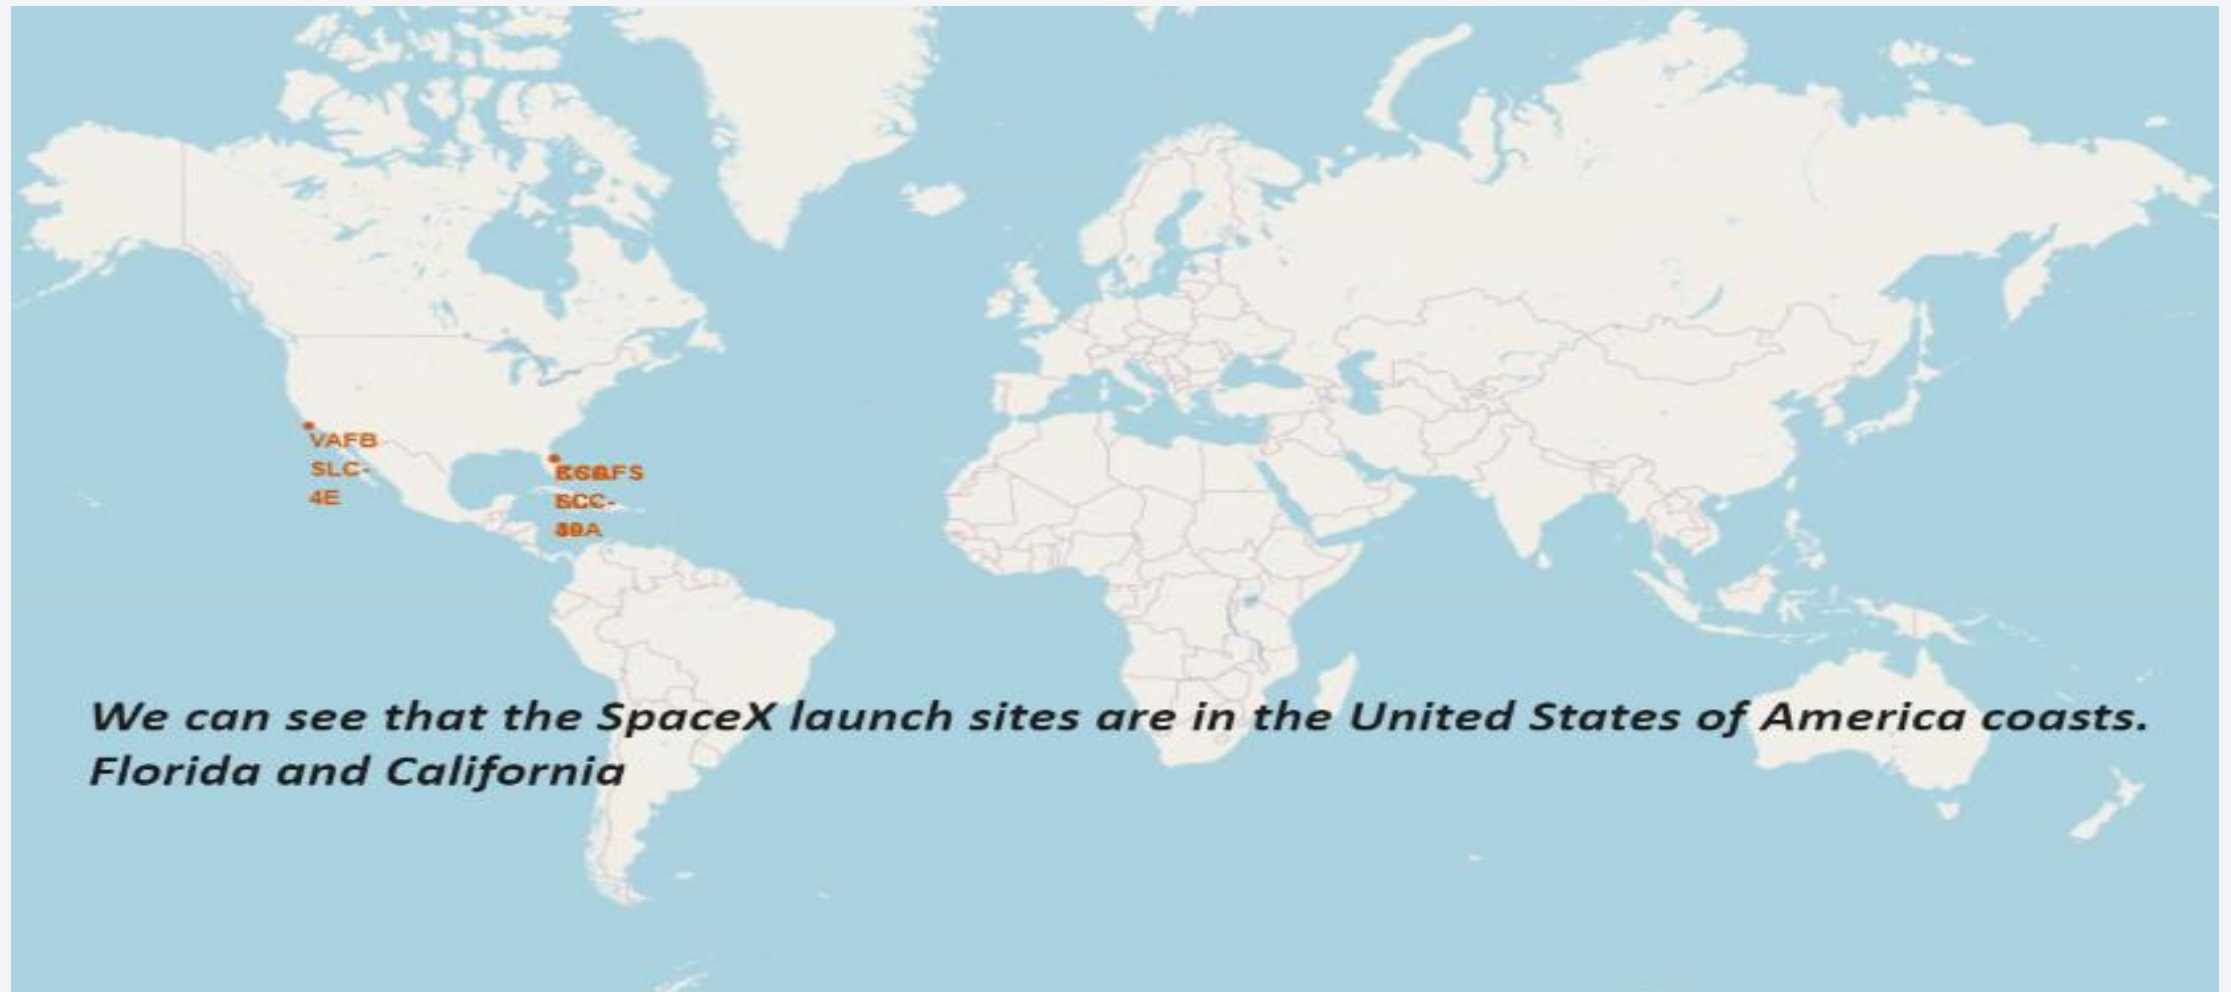 VAFB
SLC-
4E
We can see that the SpaceX launch sites are in the United States of America coasts.
Florida and California